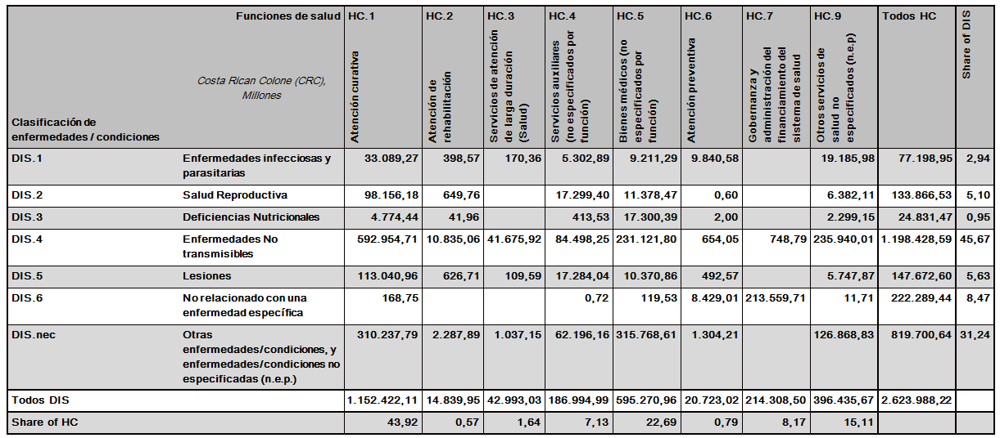 Funciones de salud HC.1 HC.2 HC.3 HC.4 HC.5 HC.6 HC.7 HC.9 Todos HC Share of DIS
Costa Rican Colone (CRC),
Millones
Clasificación de
enfermedades / condiciones
Atención curativa
Atención de
rehabilitación
Servicios de atención
de larga duración
(Salud)
Servicios auxiliares
(no especificados por
función)
Bienes médicos (no
especificados por
función)
Atención preventiva
Gobernanza y
administración del
financiamiento del
sistema de salud
Otros servicios de
salud no
especificados (n.e.p)
DIS.1 Enfermedades infecciosas y 33.089,27 398,57 170,36 5.302,89 9.211,29 9.840,58 19.185,98 77.198,95 2,94
parasitarias
DIS.2 Salud Reproductiva 98.156,18 649,76 17.299,40 11.378,47 0,60 6.382,11 133.866,53 5,10
DIS.3 Deficiencias Nutricionales 4.774,44 41,96 413,53 17.300,39 2,00 2.299,15 24.831,47 0,95
DIS.4 Enfermedades No 592.954,71 10.835,06 41.675,92 84.498,25 231.121,80 654,05 748,79 235.940,01 1.198.428,59 45,67
transmisibles
DIS.5 Lesiones 113.040,96 626,71 109,59 17.284,04 10.370,86 492,57 5.747,87 147.672,60 5,63
DIS.6 No relacionado con una 168,75 0,72 119,53 8.429,01 213.559,71 11,71 222.289,44 8,47
enfermedad específica
DIS.nec Otras 310.237,79 2.287,89 1.037,15 62.196,16 315.768,61 1.304,21 126.868,83 819.700,64 31,24
enfermedades/condiciones, y
enfermedades/condiciones no
especificadas (n.e.p.)
Todos DIS 1.152.422,11 14.839,95 42.993,03 186.994,99 595.270,96 20.723,02 214.308,50 396.435,67 2.623.988,22
Share of HC 43,92 0,57 1,64 7,13 22,69 0,79 8,17 15,11